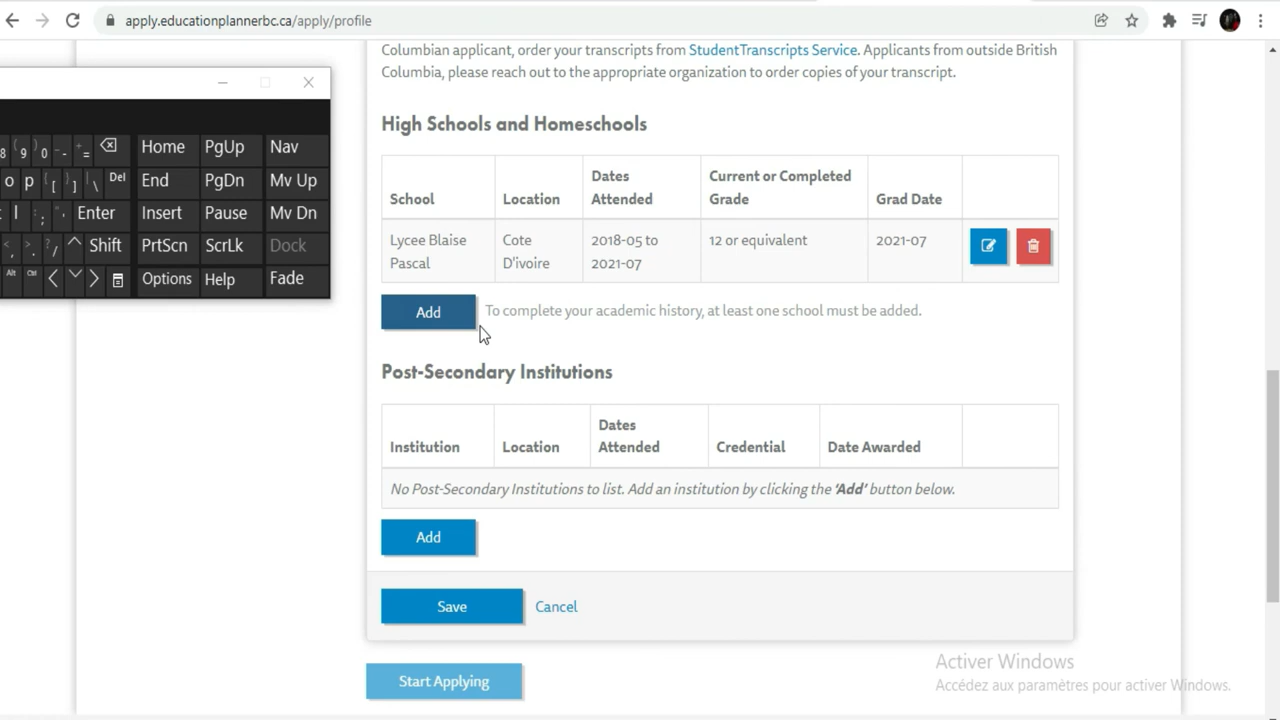 apply.educationplannerbc.ca/apply/profile
Columbian applicant, order your transcripts from StudentTranscripts Service. Applicants from outside British
Columbia, please reach out to the appropriate organization to order copies of your transcript.
8 ( 9 ) 0 _ - + =
Home PgUp Nav
o p { [ } ] | \ Del
End PgDn Mv Up
l : ; " ' Enter
Insert Pause Mv Dn
< , > . ? / Shift
PrtScn ScrLk Dock
Alt Ctrl
Options Help Fade
High Schools and Homeschools
School Location Dates Attended Current or Completed Grade Grad Date
Lycee Blaise Cote 2018-05 to 12 or equivalent 2021-07
Pascal D'ivoire 2021-07
Add To complete your academic history, at least one school must be added.
Post-Secondary Institutions
Institution Location Dates Attended Credential Date Awarded
No Post-Secondary Institutions to list. Add an institution by clicking the 'Add' button below.
Add
Save Cancel
Start Applying
Activer Windows
Accédez aux paramètres pour activer Windows.